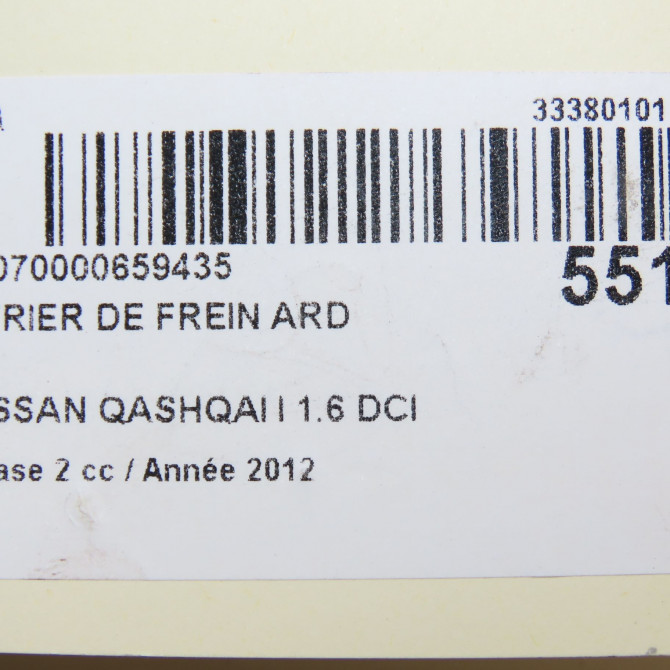 33380101
070000659435
551
RIER DE FREIN ARD
SSAN QASHQAI I 1.6 DCI
ase 2 cc / Année 2012